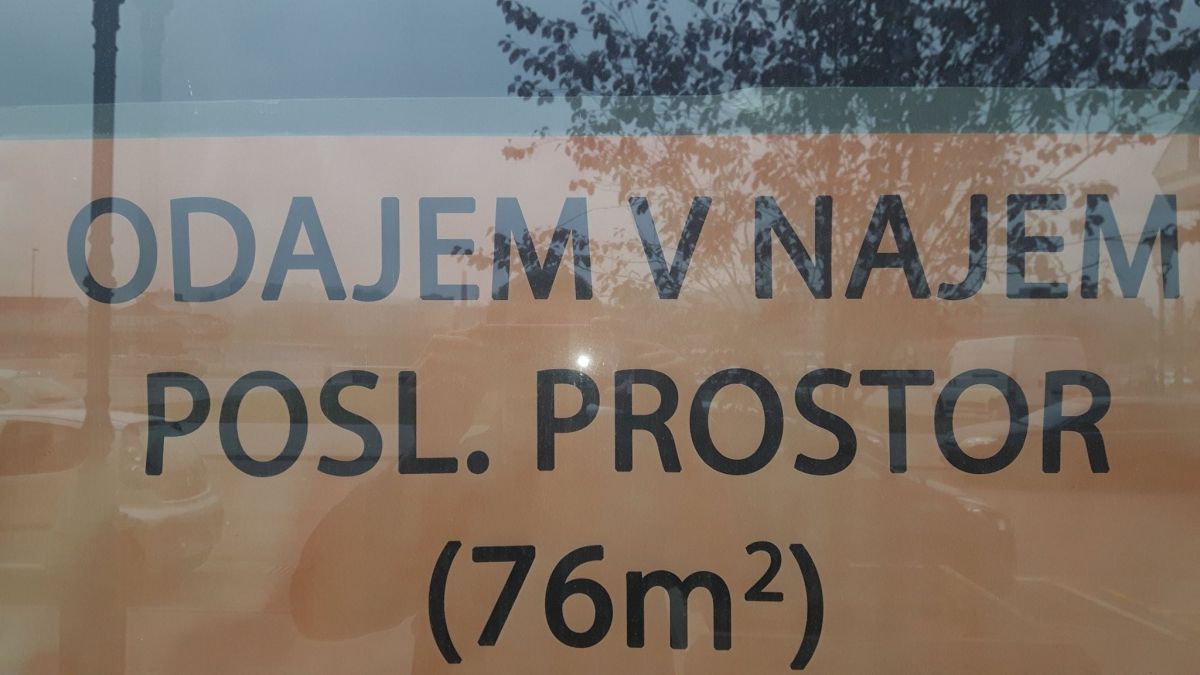 ODAJEM V NAJEM
POSL. PROSTOR
(76m²)